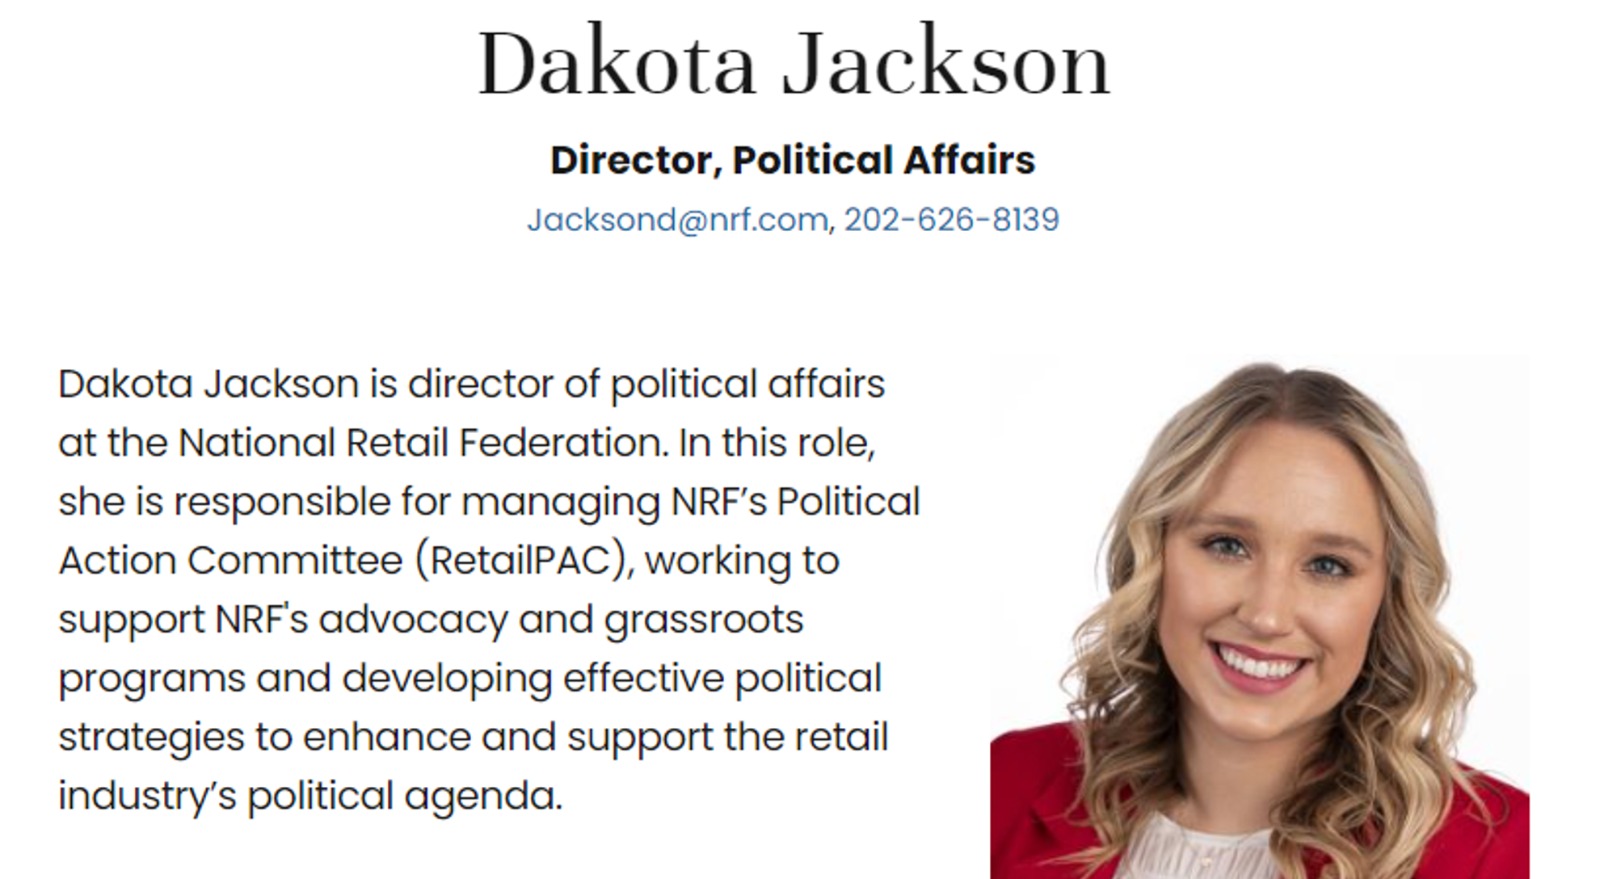 Dakota Jackson
Director, Political Affairs
Jacksond@nrf.com, 202-626-8139
Dakota Jackson is director of political affairs
at the National Retail Federation. In this role,
she is responsible for managing NRF’s Political
Action Committee (RetailPAC), working to
support NRF's advocacy and grassroots
programs and developing effective political
strategies to enhance and support the retail
industry’s political agenda.